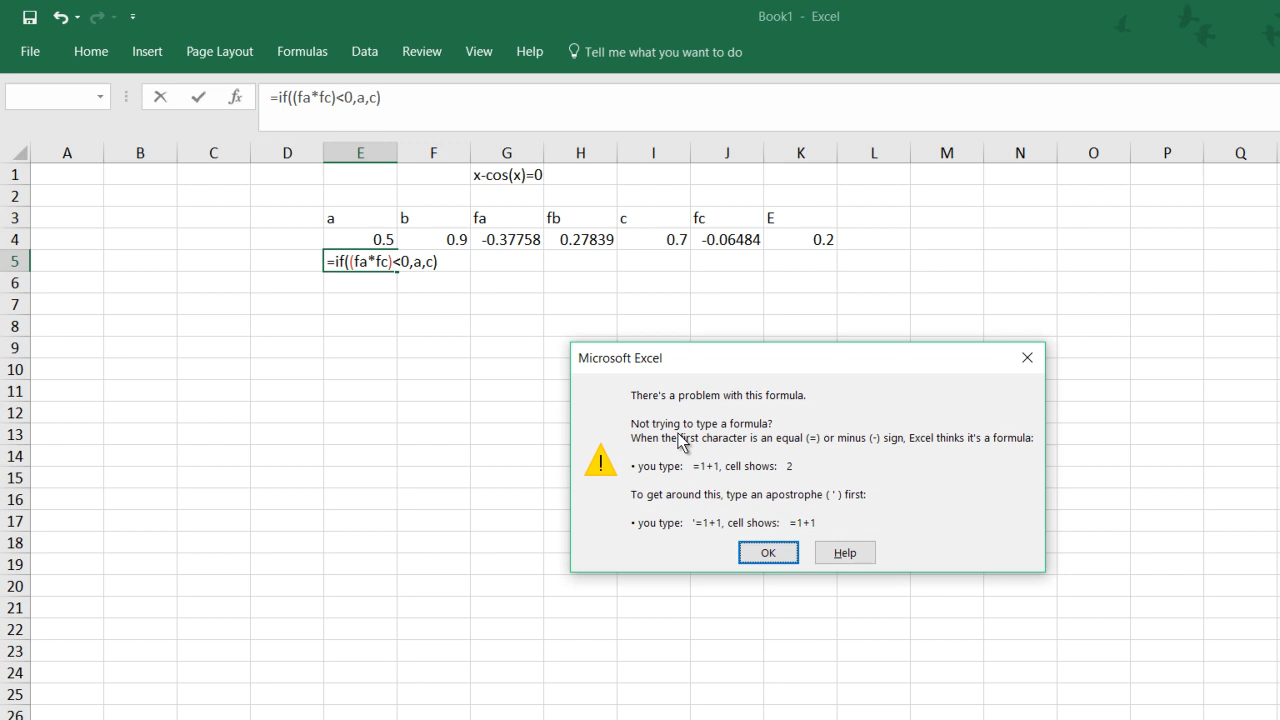 Book1 - Excel
File Home Insert Page Layout Formulas Data Review View Help Tell me what you want to do
fx =if((fa*fc)<0,a,c)
A B C D E F G H I J K L M N O P Q
1 x-cos(x)=0
2
3 a b fa fb c fc E
4 0.5 0.9 -0.37758 0.27839 0.7 -0.06484 0.2
5 =if((fa*fc)<0,a,c)
6
7
8
9
10
11
12
13
14
15
16
17
18
19
20
21
22
23
24
25
26
Microsoft Excel
There's a problem with this formula.
Not trying to type a formula?
When the first character is an equal (=) or minus (-) sign, Excel thinks it's a formula:
• you type: =1+1, cell shows: 2
To get around this, type an apostrophe ( ' ) first:
• you type: '=1+1, cell shows: =1+1
OK Help